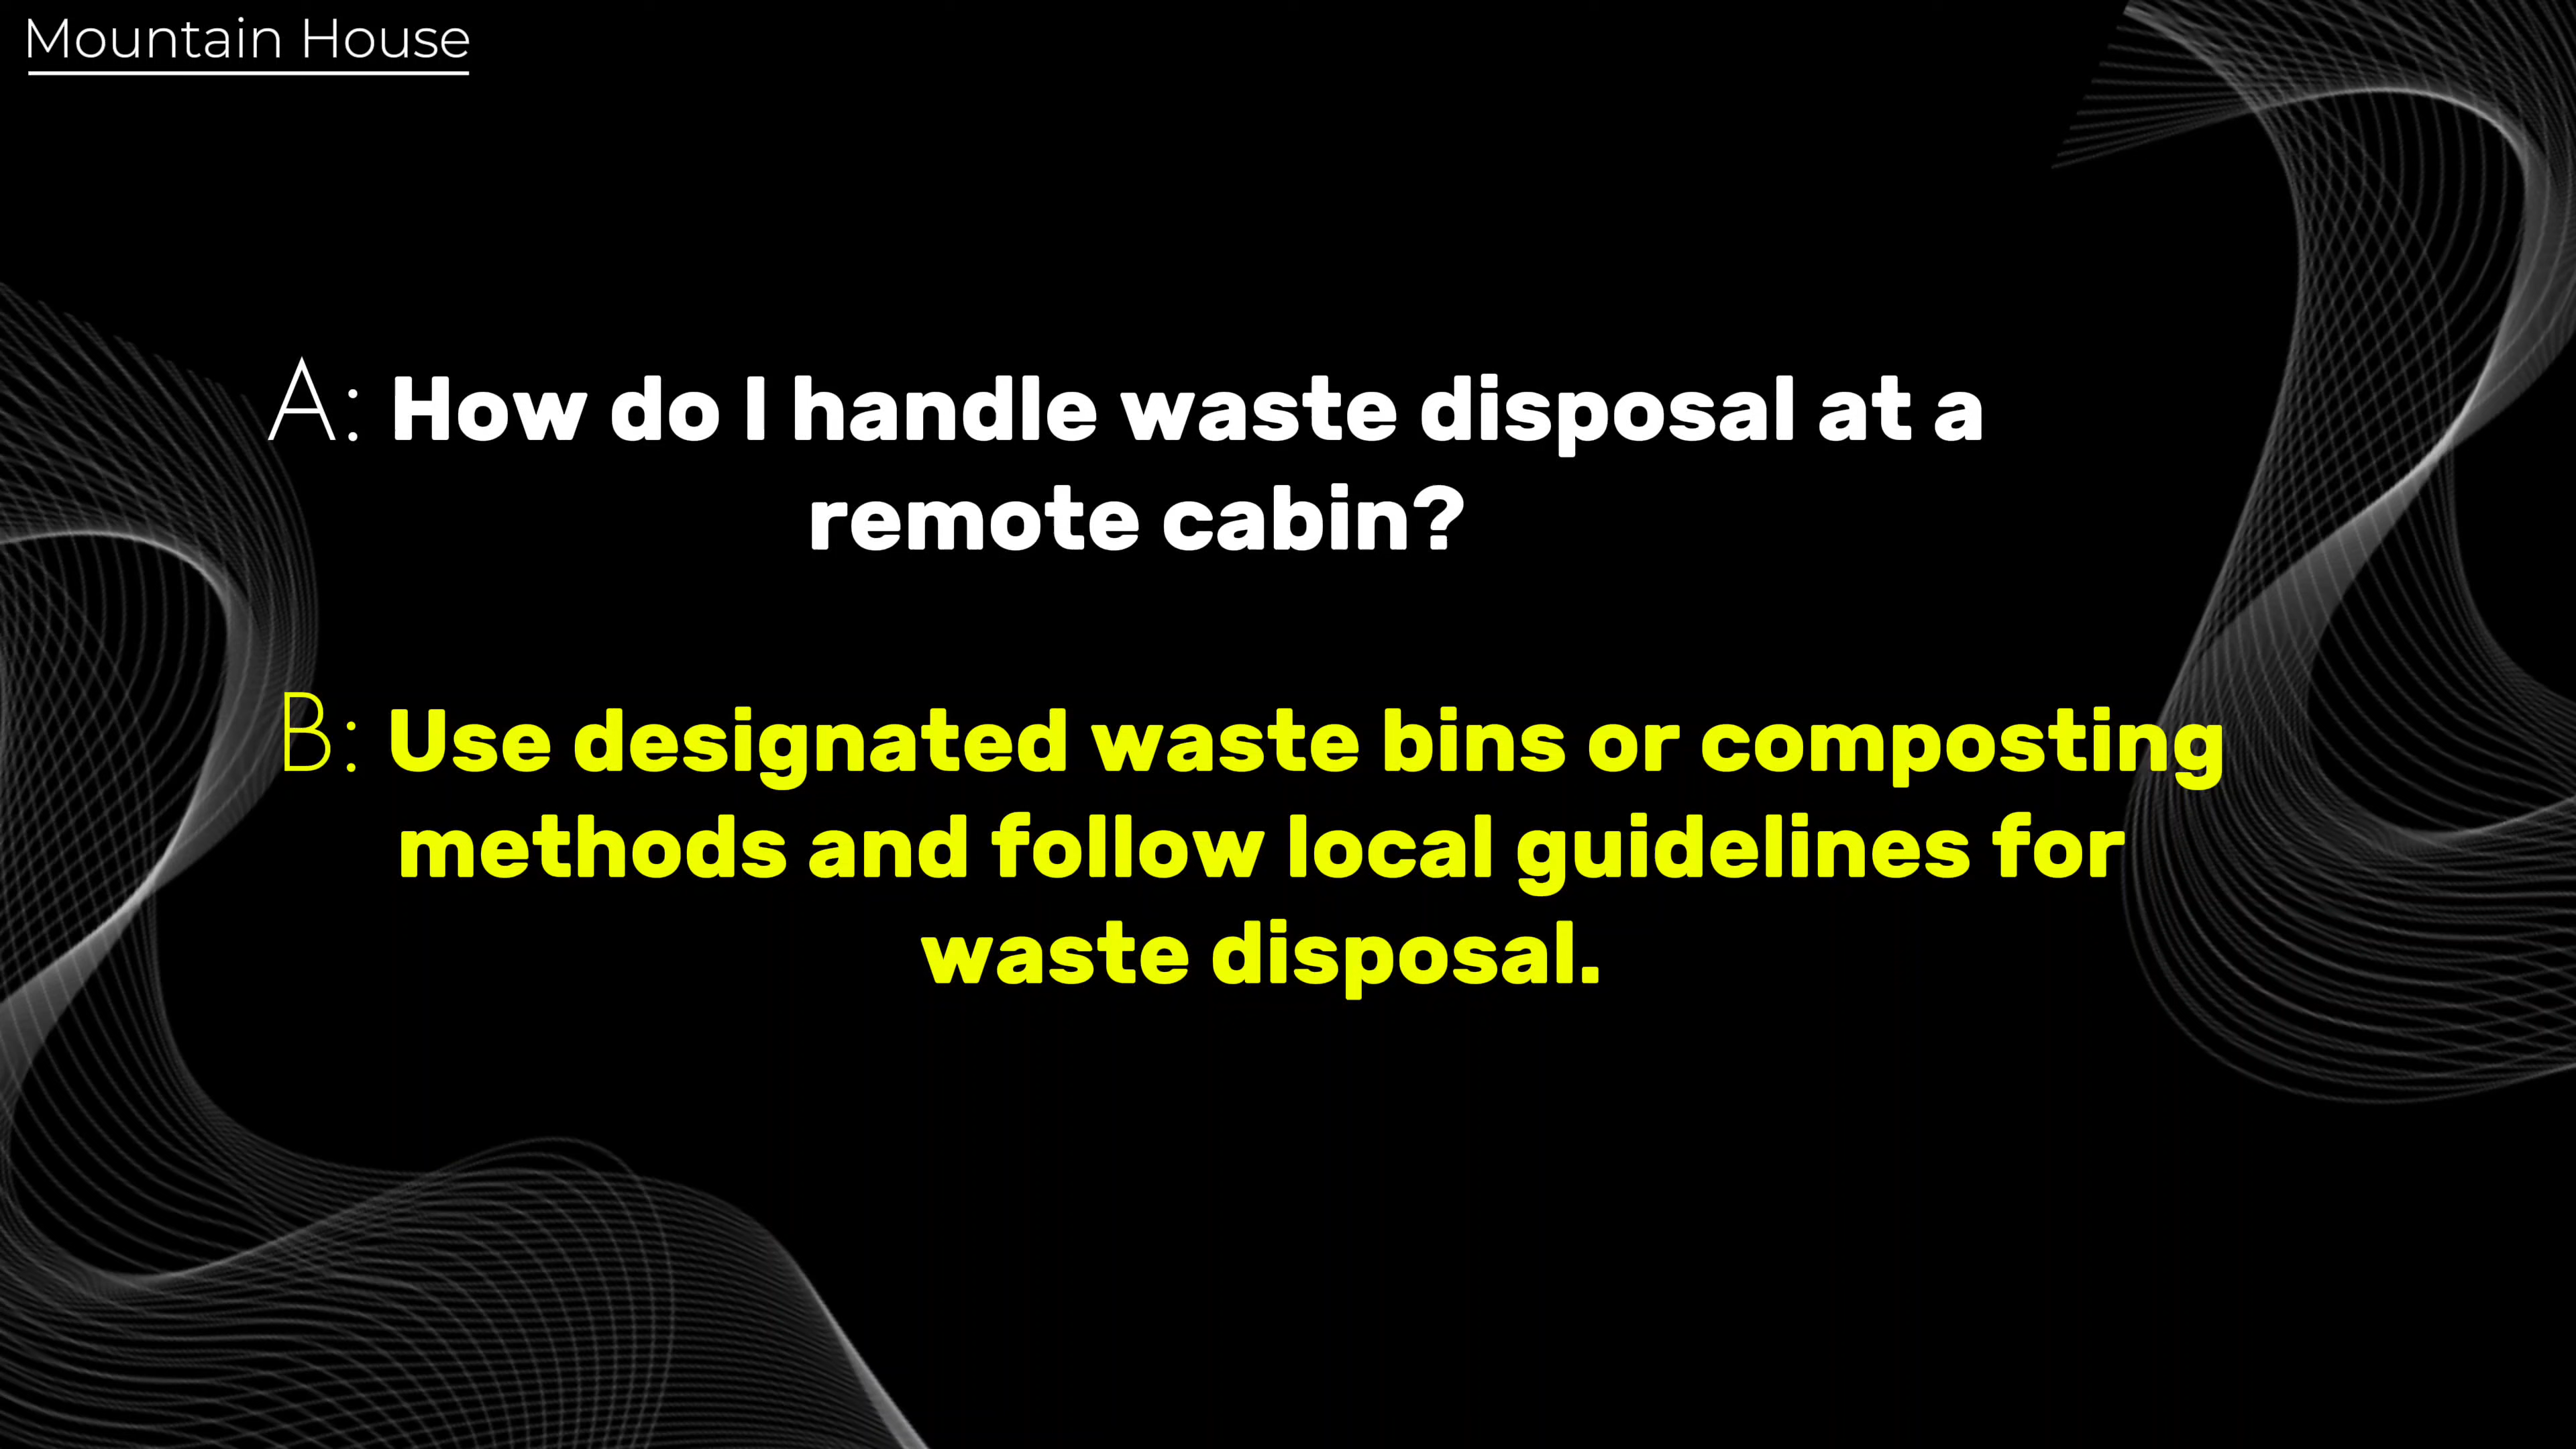 Mountain House
A: How do I handle waste disposal at a
remote cabin?
B: Use designated waste bins or composting
methods and follow local guidelines for
waste disposal.